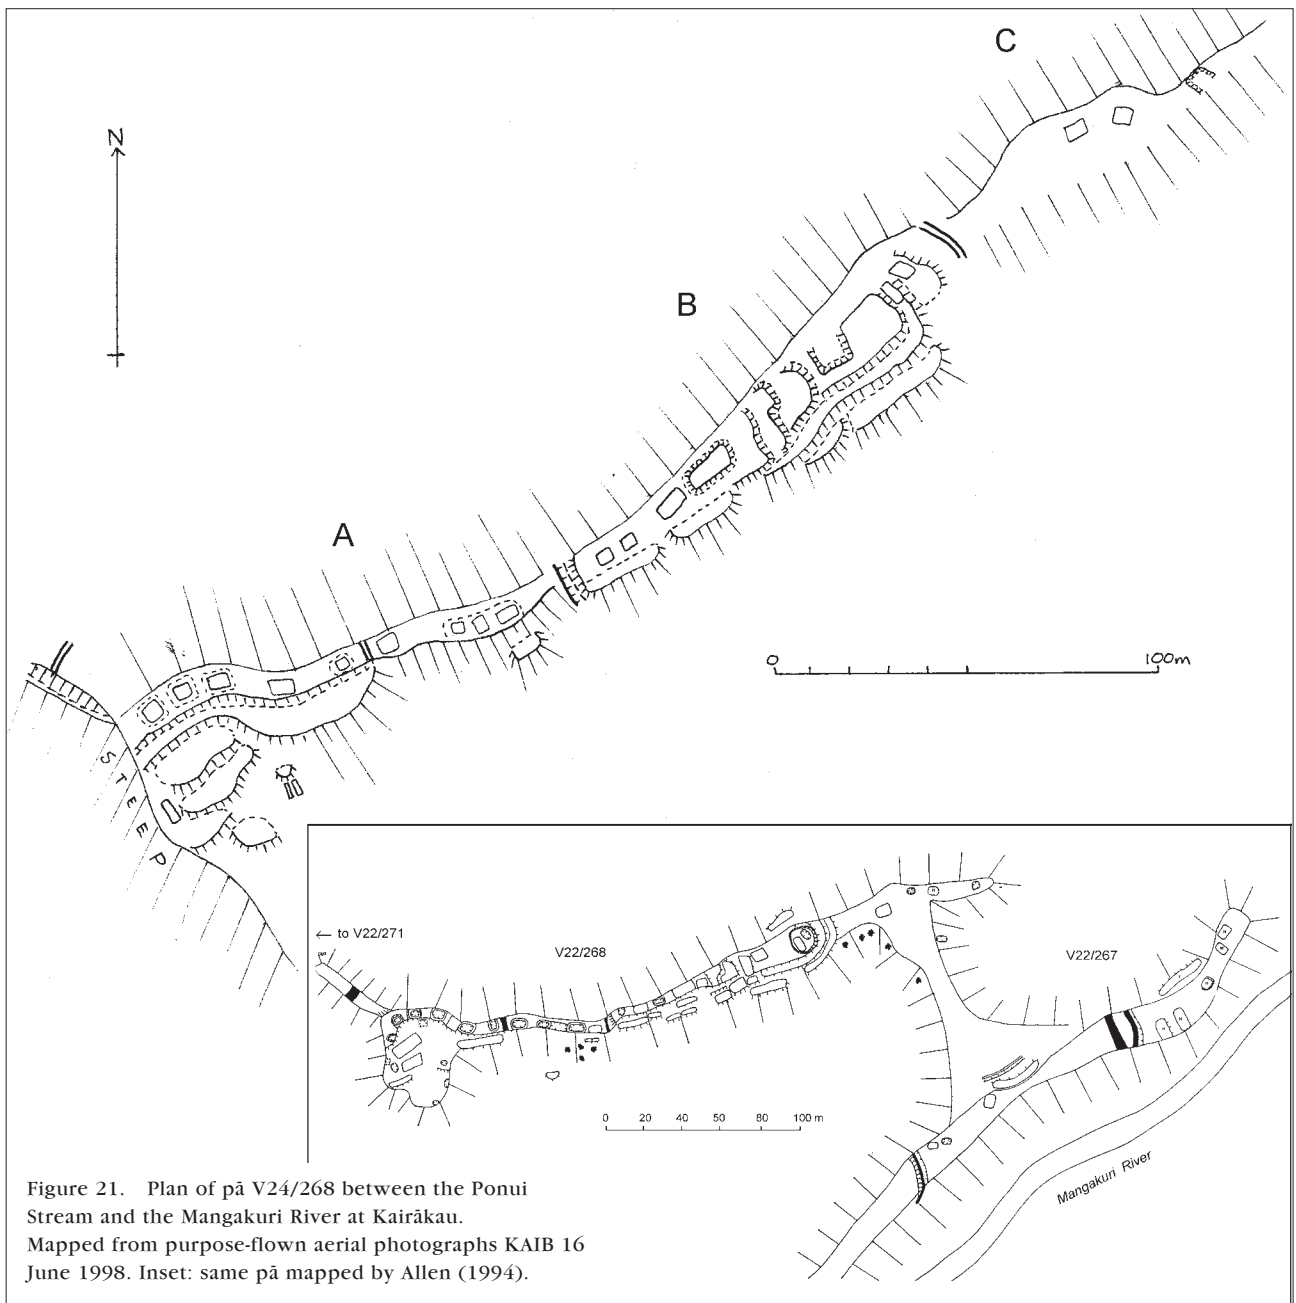 C
N
B
A
0 100m
STEEP
← to V22/271
V22/268
V22/267
0 20 40 60 80 100 m
Mangakuri River
Figure 21. Plan of pā V24/268 between the Ponui
Stream and the Mangakuri River at Kairākau.
Mapped from purpose-flown aerial photographs KAIB 16
June 1998. Inset: same pā mapped by Allen (1994).